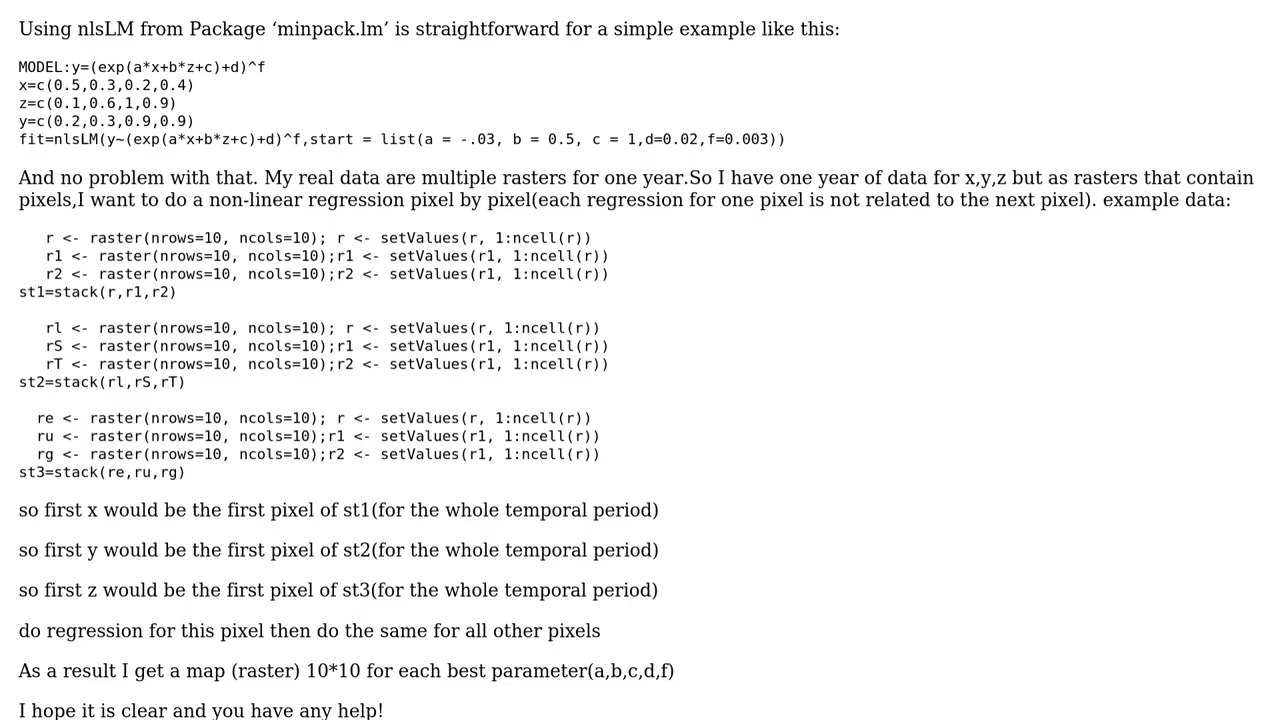 Using nlsLM from Package ‘minpack.lm’ is straightforward for a simple example like this:
MODEL:y=(exp(a*x+b*z+c)+d)^f
x=c(0.5,0.3,0.2,0.4)
z=c(0.1,0.6,1,0.9)
y=c(0.2,0.3,0.9,0.9)
fit=nlsLM(y~(exp(a*x+b*z+c)+d)^f,start = list(a = -.03, b = 0.5, c = 1,d=0.02,f=0.003))
And no problem with that. My real data are multiple rasters for one year.So I have one year of data for x,y,z but as rasters that contain
pixels,I want to do a non-linear regression pixel by pixel(each regression for one pixel is not related to the next pixel). example data:
   r <- raster(nrows=10, ncols=10); r <- setValues(r, 1:ncell(r))
   r1 <- raster(nrows=10, ncols=10);r1 <- setValues(r1, 1:ncell(r))
   r2 <- raster(nrows=10, ncols=10);r2 <- setValues(r1, 1:ncell(r))
st1=stack(r,r1,r2)
   rl <- raster(nrows=10, ncols=10); r <- setValues(r, 1:ncell(r))
   rS <- raster(nrows=10, ncols=10);r1 <- setValues(r1, 1:ncell(r))
   rT <- raster(nrows=10, ncols=10);r2 <- setValues(r1, 1:ncell(r))
st2=stack(rl,rS,rT)
  re <- raster(nrows=10, ncols=10); r <- setValues(r, 1:ncell(r))
  ru <- raster(nrows=10, ncols=10);r1 <- setValues(r1, 1:ncell(r))
  rg <- raster(nrows=10, ncols=10);r2 <- setValues(r1, 1:ncell(r))
st3=stack(re,ru,rg)
so first x would be the first pixel of st1(for the whole temporal period)
so first y would be the first pixel of st2(for the whole temporal period)
so first z would be the first pixel of st3(for the whole temporal period)
do regression for this pixel then do the same for all other pixels
As a result I get a map (raster) 10*10 for each best parameter(a,b,c,d,f)
I hope it is clear and you have any help!